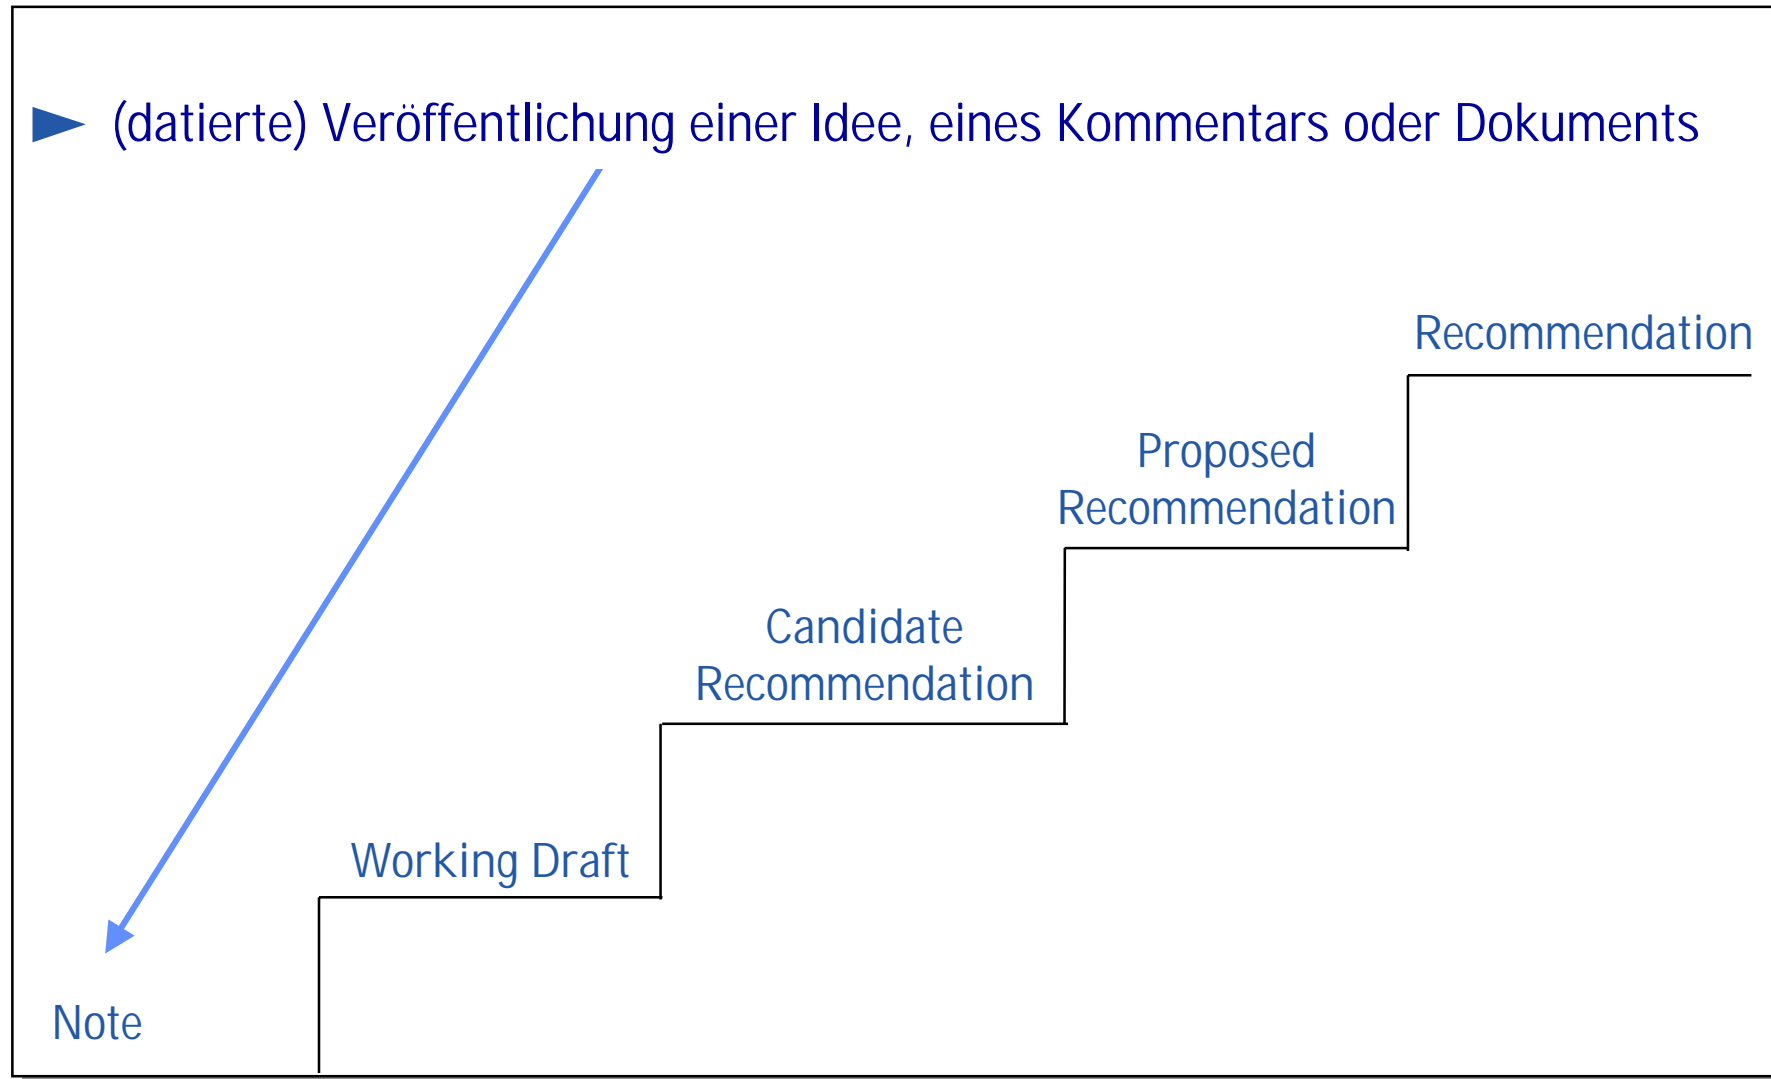 (datierte) Veröffentlichung einer Idee, eines Kommentars oder Dokuments
Recommendation
Proposed
Recommendation
Candidate
Recommendation
Working Draft
Note